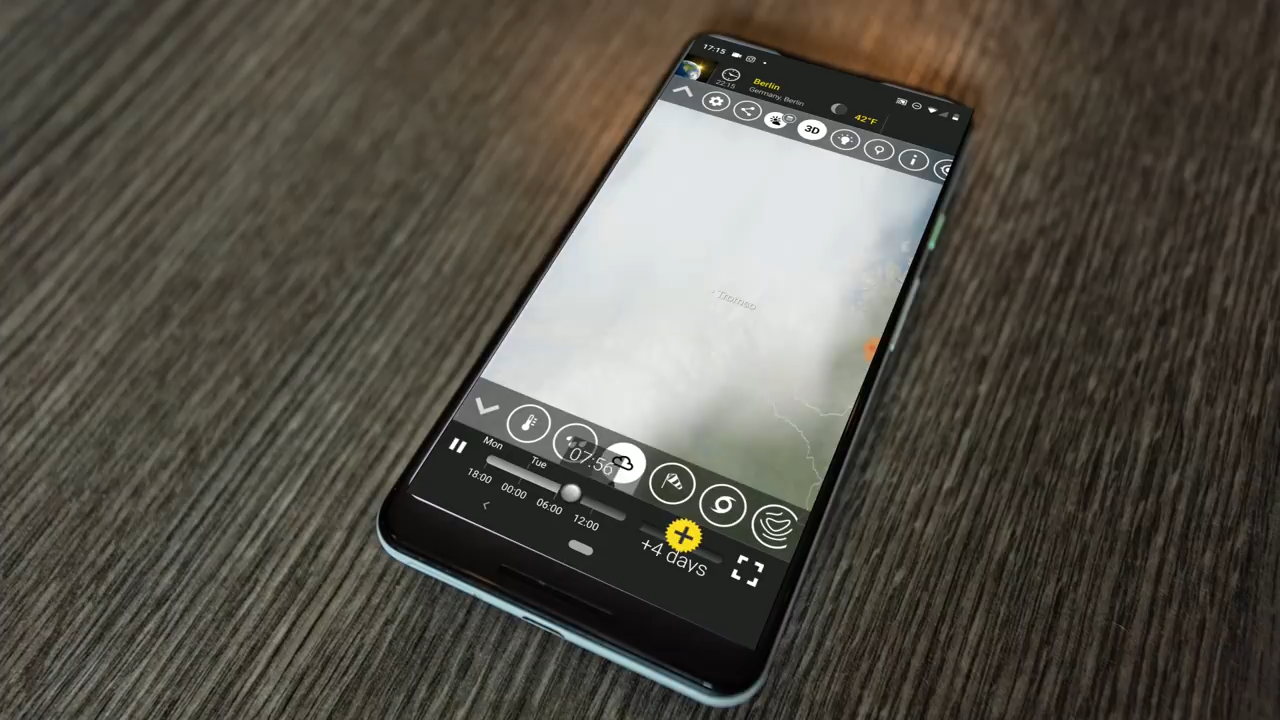 17:15
22:15
Berlin
Germany, Berlin
42°F
3D
i
Tromsø
07:56
Mon
Tue
18:00
00:00
06:00
12:00
+4 days